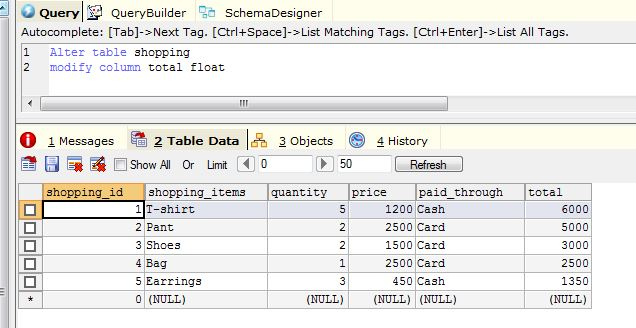 Query QueryBuilder SchemaDesigner
Autocomplete: [Tab]->Next Tag. [Ctrl+Space]->List Matching Tags. [Ctrl+Enter]->List All Tags.
1 Alter table shopping
2 modify column total float
1 Messages 2 Table Data 3 Objects 4 History
Show All Or Limit 0 50 Refresh
shopping_id shopping_items quantity price paid_through total
1 T-shirt 5 1200 Cash 6000
2 Pant 2 2500 Card 5000
3 Shoes 2 1500 Card 3000
4 Bag 1 2500 Card 2500
5 Earrings 3 450 Cash 1350
* 0 (NULL) (NULL) (NULL) (NULL) (NULL)